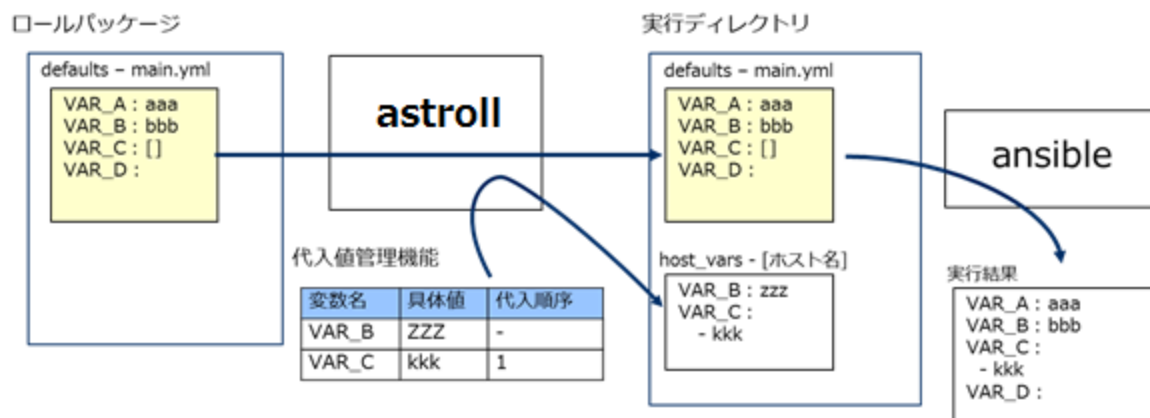 ロールパッケージ
defaults – main.yml
VAR_A : aaa
VAR_B : bbb
VAR_C : []
VAR_D :
astroll
代入値管理機能
変数名 具体値 代入順序
VAR_B ZZZ -
VAR_C kkk 1
実行ディレクトリ
defaults – main.yml
VAR_A : aaa
VAR_B : bbb
VAR_C : []
VAR_D :
host_vars - [ホスト名]
VAR_B : zzz
VAR_C :
- kkk
ansible
実行結果
VAR_A : aaa
VAR_B : bbb
VAR_C :
- kkk
VAR_D :